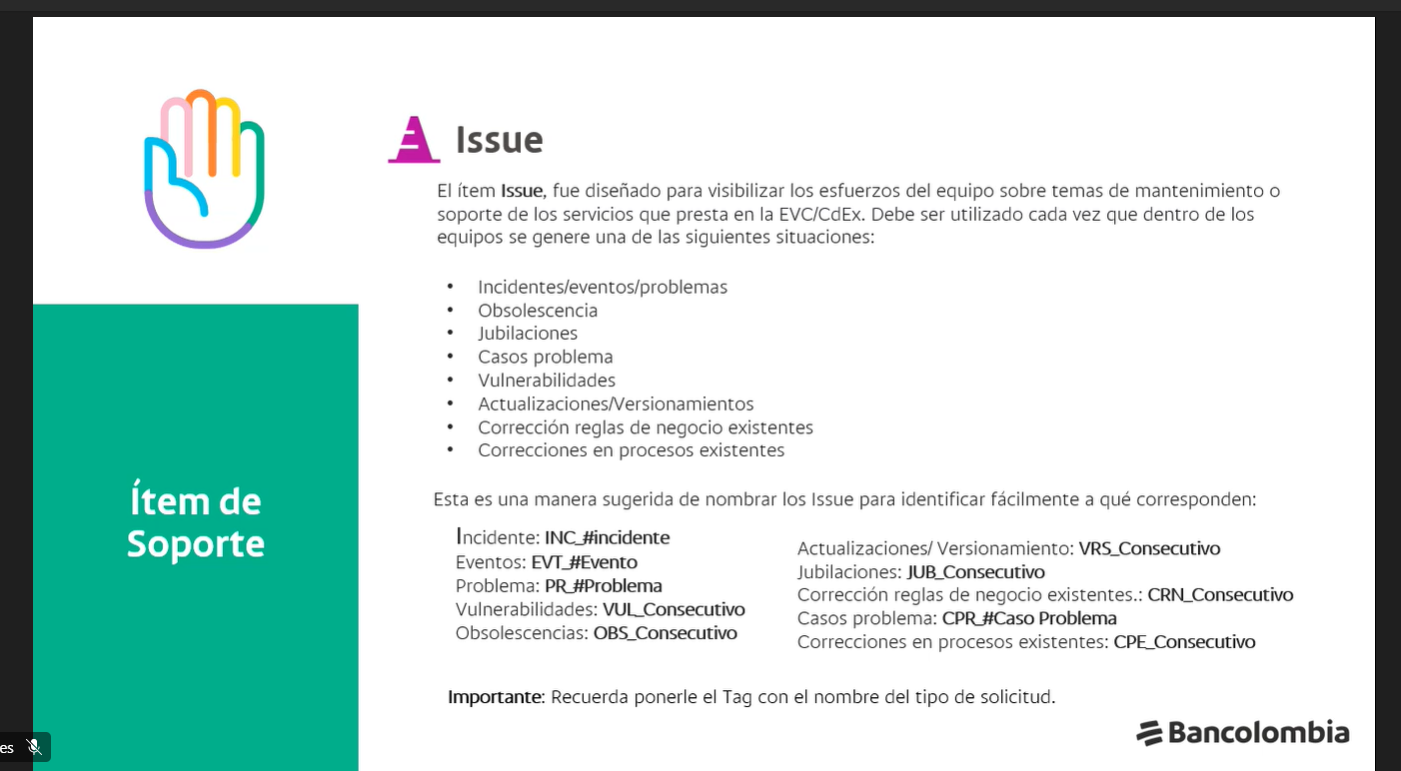 Issue
El ítem Issue, fue diseñado para visibilizar los esfuerzos del equipo sobre temas de mantenimiento o
soporte de los servicios que presta en la EVC/CdEx. Debe ser utilizado cada vez que dentro de los
equipos se genere una de las siguientes situaciones:
• Incidentes/eventos/problemas
• Obsolescencia
• Jubilaciones
• Casos problema
• Vulnerabilidades
• Actualizaciones/Versionamientos
• Corrección reglas de negocio existentes
• Correcciones en procesos existentes
Ítem de
Soporte
Esta es una manera sugerida de nombrar los Issue para identificar fácilmente a qué corresponden:
Incidente: INC_#incidente
Eventos: EVT_#Evento
Problema: PR_#Problema
Vulnerabilidades: VUL_Consecutivo
Obsolescencias: OBS_Consecutivo
Actualizaciones/ Versionamiento: VRS_Consecutivo
Jubilaciones: JUB_Consecutivo
Corrección reglas de negocio existentes.: CRN_Consecutivo
Casos problema: CPR_#Caso Problema
Correcciones en procesos existentes: CPE_Consecutivo
Importante: Recuerda ponerle el Tag con el nombre del tipo de solicitud.
Bancolombia
es